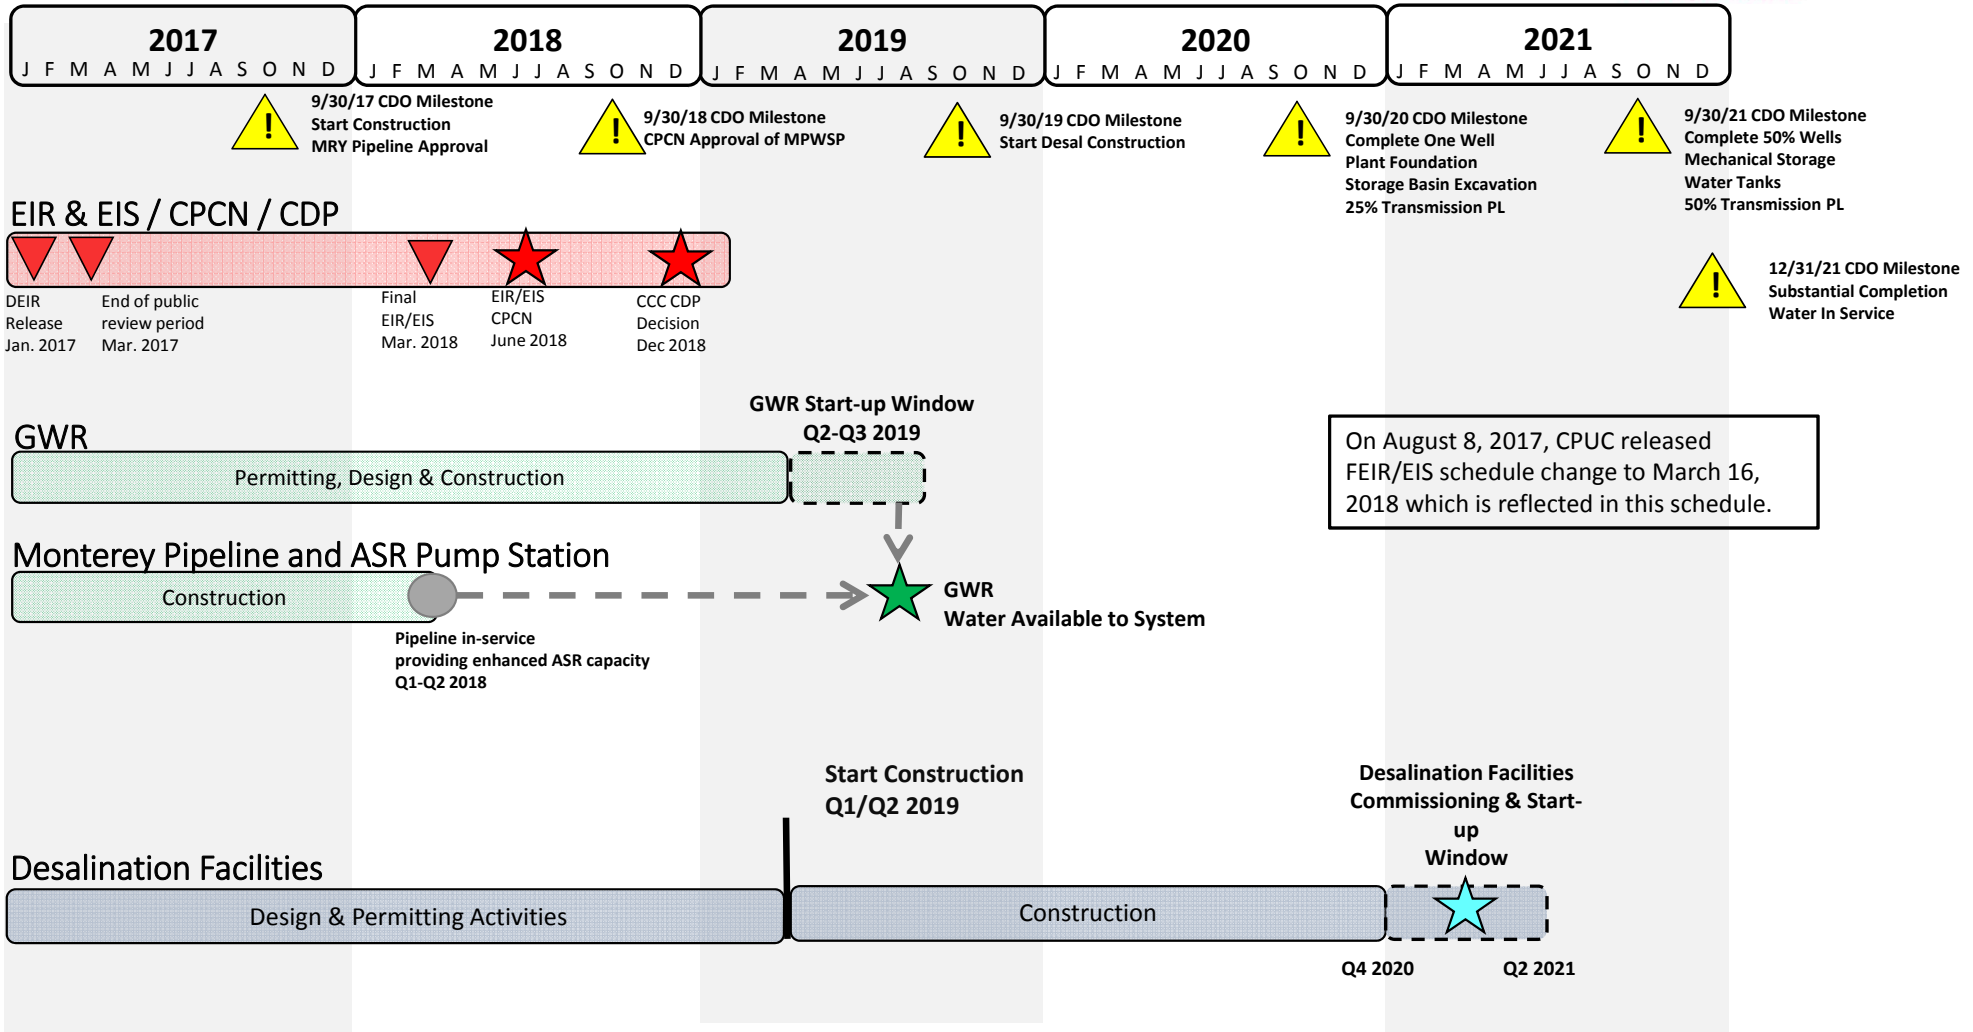 2017
2018
2019
2020
2021
J F M A M J J A S O N D
J F M A M J J A S O N D
J F M A M J J A S O N D
J F M A M J J A S O N D
J F M A M J J A S O N D
!
9/30/17 CDO Milestone
Start Construction
MRY Pipeline Approval
!
9/30/18 CDO Milestone
CPCN Approval of MPWSP
!
9/30/19 CDO Milestone
Start Desal Construction
!
9/30/20 CDO Milestone
Complete One Well
Plant Foundation
Storage Basin Excavation
25% Transmission PL
!
9/30/21 CDO Milestone
Complete 50% Wells
Mechanical Storage
Water Tanks
50% Transmission PL
!
12/31/21 CDO Milestone
Substantial Completion
Water In Service
EIR & EIS / CPCN / CDP
DEIR
Release
Jan. 2017
End of public
review period
Mar. 2017
Final
EIR/EIS
Mar. 2018
EIR/EIS
CPCN
June 2018
CCC CDP
Decision
Dec 2018
GWR
Permitting, Design & Construction
GWR Start-up Window
Q2-Q3 2019
On August 8, 2017, CPUC released
FEIR/EIS schedule change to March 16,
2018 which is reflected in this schedule.
Monterey Pipeline and ASR Pump Station
Construction
Pipeline in-service
providing enhanced ASR capacity
Q1-Q2 2018
GWR
Water Available to System
Start Construction
Q1/Q2 2019
Desalination Facilities
Commissioning & Start-
up
Window
Desalination Facilities
Design & Permitting Activities
Construction
Q4 2020
Q2 2021